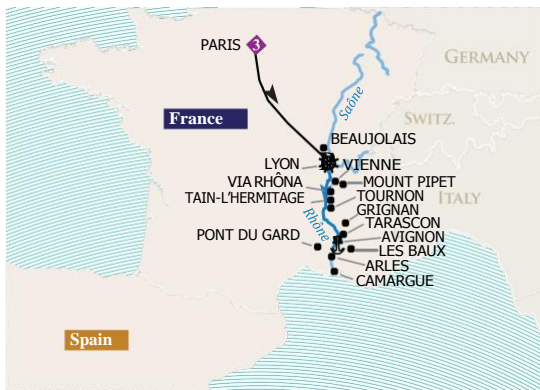 PARIS 3
GERMANY
Saône
France
SWITZ.
BEAUJOLAIS
LYON
VIENNE
VIA RHÔNA
MOUNT PIPET
TAIN-L'HERMITAGE
TOURNON
ITALY
GRIGNAN
Rhône
TARASCON
PONT DU GARD
AVIGNON
LES BAUX
ARLES
CAMARGUE
Spain